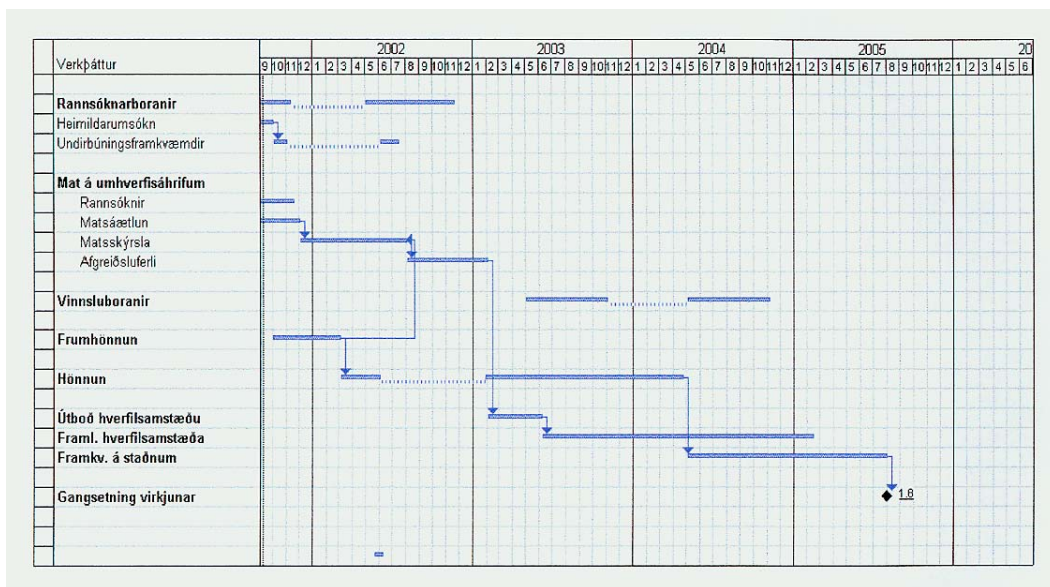 2002 2003 2004 2005 20
Verkþáttur 9 10 11 12 1 2 3 4 5 6 7 8 9 10 11 12 1 2 3 4 5 6 7 8 9 10 11 12 1 2 3 4 5 6 7 8 9 10 11 12 1 2 3 4 5 6 7 8 9 10 11 12 1 2 3 4 5 6
Rannsóknarboranir
Heimildarumsókn
Undirbúningsframkvæmdir
Mat á umhverfisáhrifum
Rannsóknir
Matsáætlun
Matsskýrsla
Afgreiðsluferli
Vinnsluboranir
Frumhönnun
Hönnun
Útboð hverfilsamstæðu
Framl. hverfilsamstæða
Framkv. á staðnum
Gangsetning virkjunar 1.8